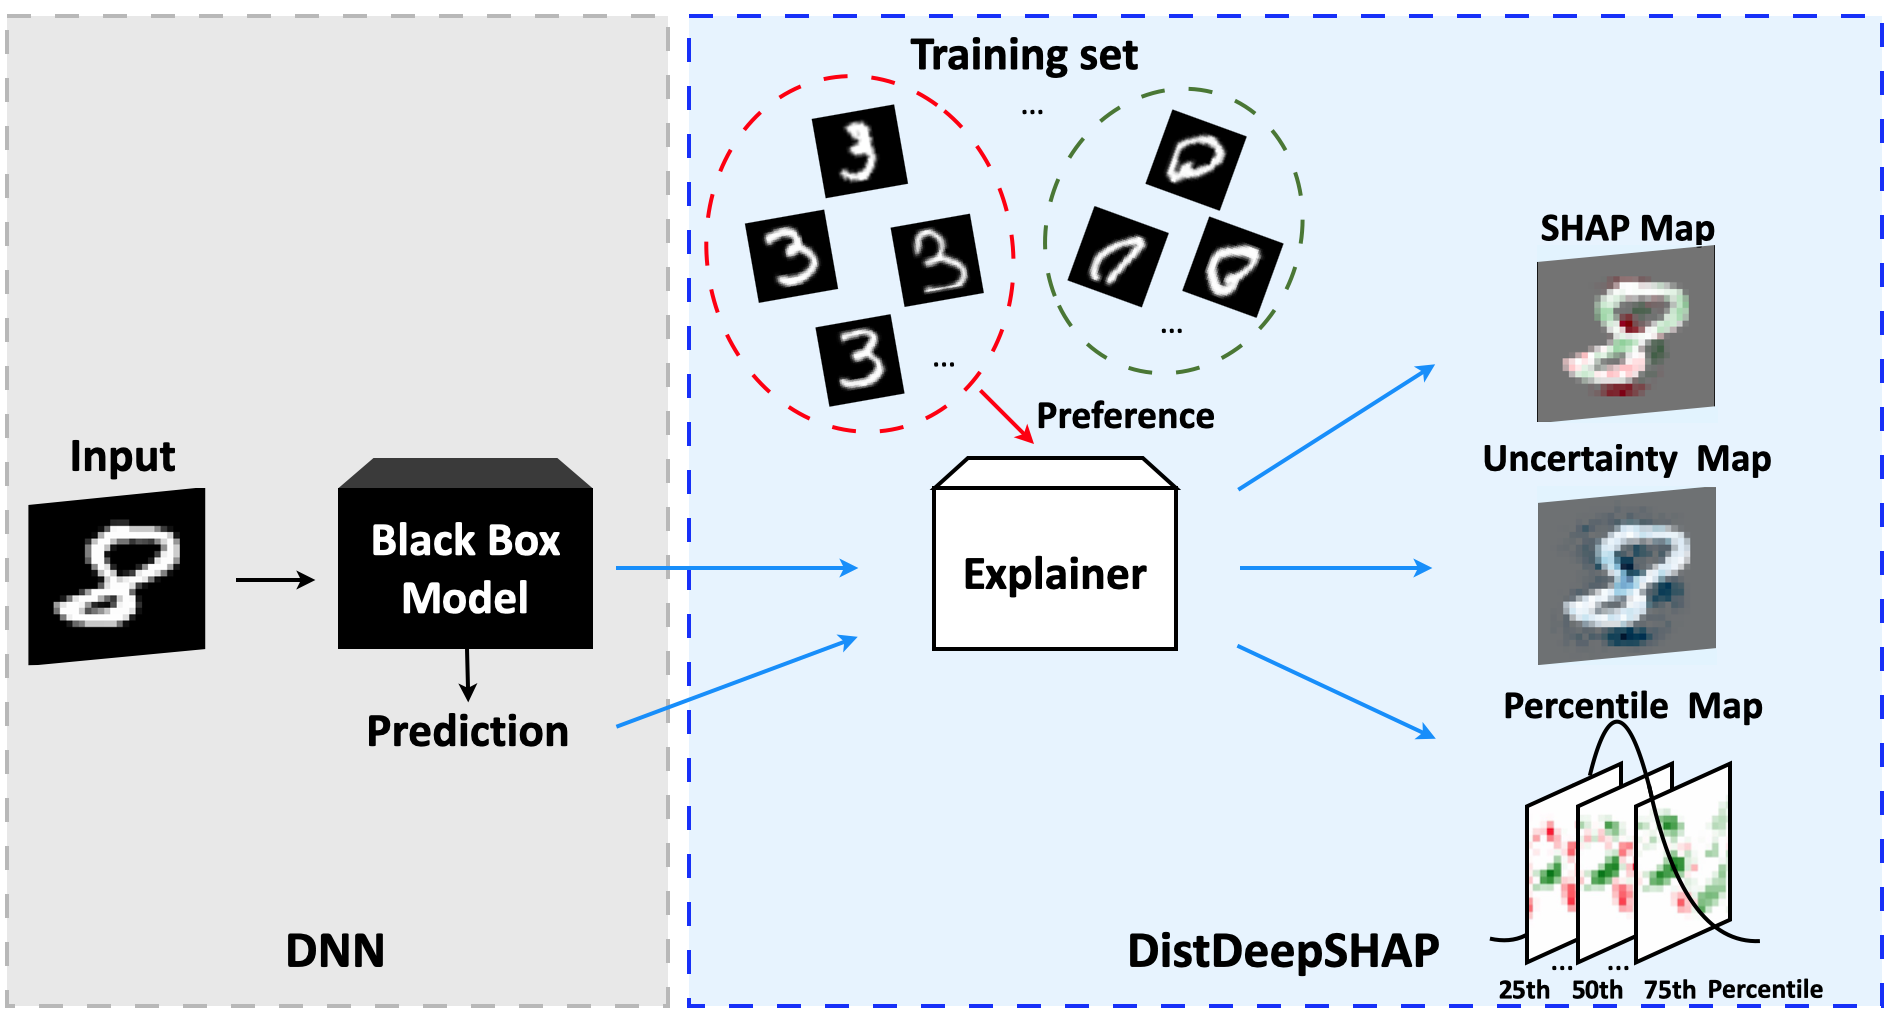 Training set
...
...
...
Preference
Input
Black Box
Model
Prediction
Explainer
SHAP Map
Uncertainty Map
Percentile Map
... ...
25th 50th 75th Percentile
DNN
DistDeepSHAP